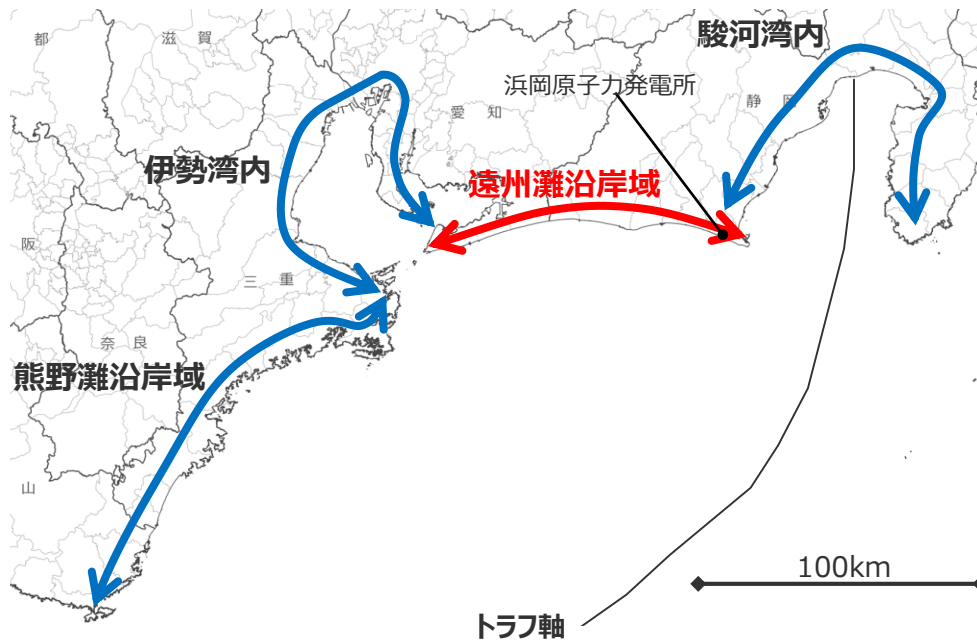 都
滋 賀
駿河湾内
浜岡原子力発電所
静 岡
愛 知
伊勢湾内
遠州灘沿岸域
阪
三 重
奈 良
熊野灘沿岸域
山
100km
トラフ軸